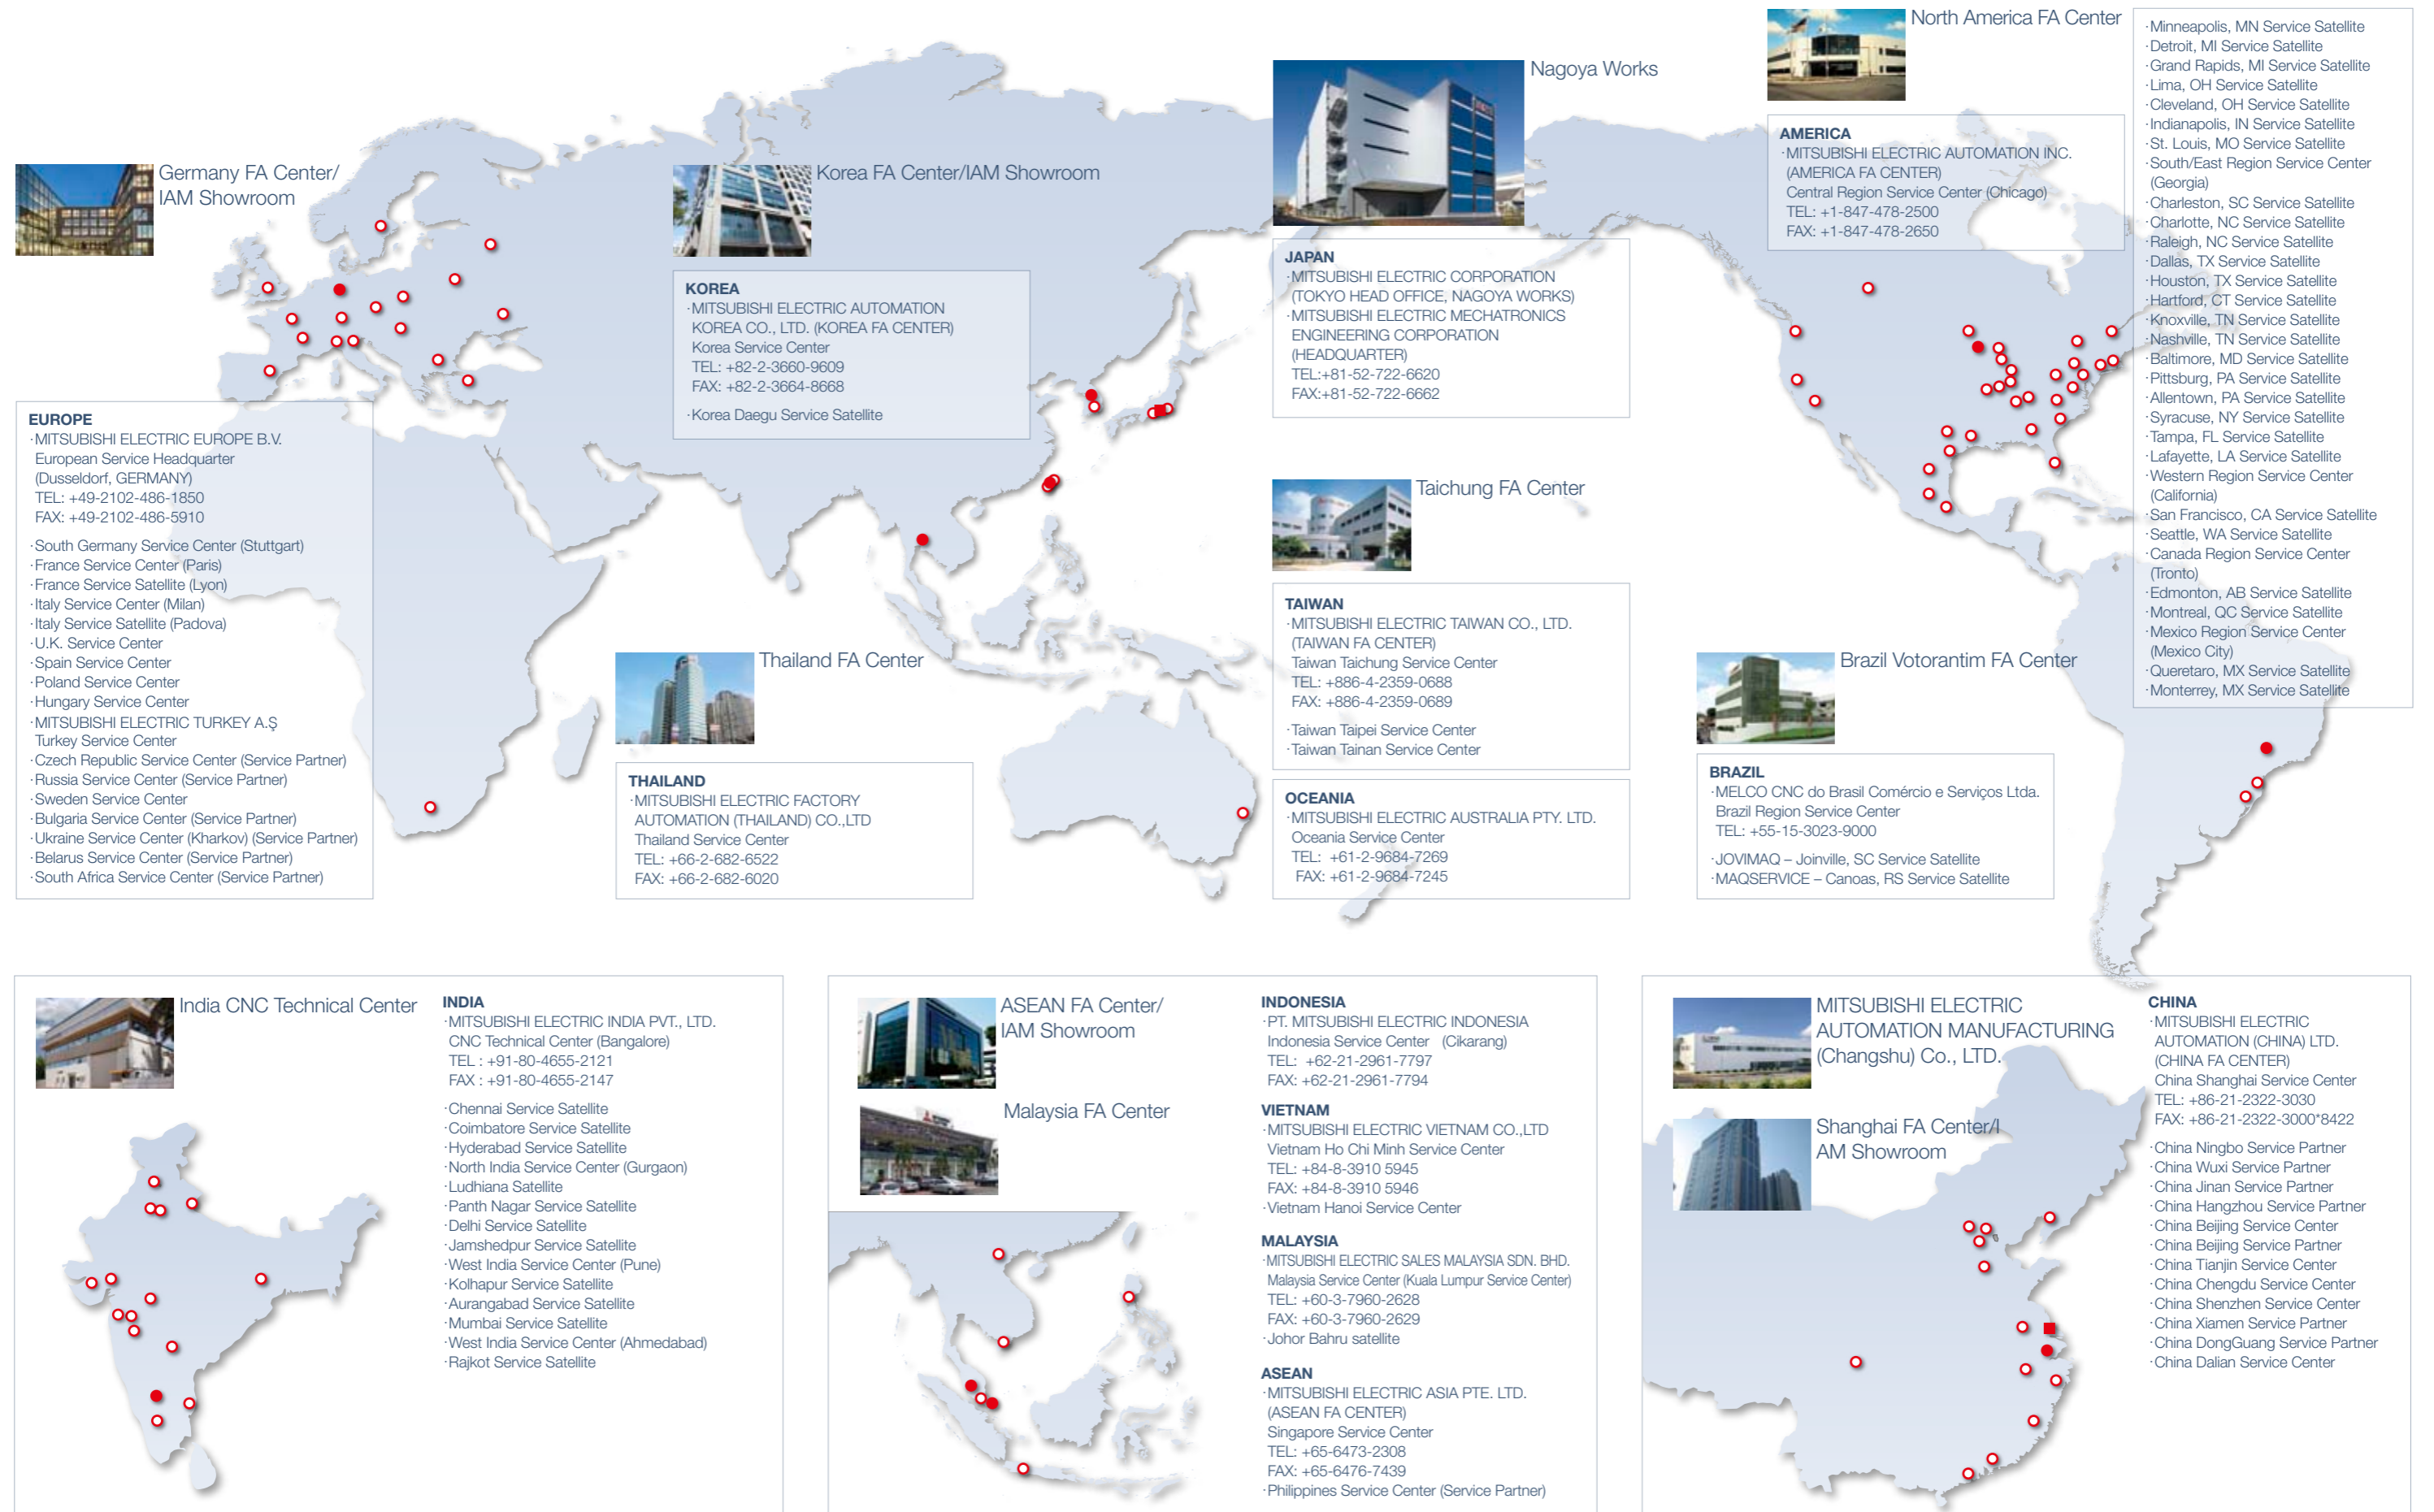 Germany FA Center/
IAM Showroom
EUROPE
·MITSUBISHI ELECTRIC EUROPE B.V.
European Service Headquarter
(Dusseldorf, GERMANY)
TEL: +49-2102-486-1850
FAX: +49-2102-486-5910
·South Germany Service Center (Stuttgart)
·France Service Center (Paris)
·France Service Satellite (Lyon)
·Italy Service Center (Milan)
·Italy Service Satellite (Padova)
·U.K. Service Center
·Spain Service Center
·Poland Service Center
·Hungary Service Center
·MITSUBISHI ELECTRIC TURKEY A.Ş
Turkey Service Center
·Czech Republic Service Center (Service Partner)
·Russia Service Center (Service Partner)
·Sweden Service Center
·Bulgaria Service Center (Service Partner)
·Ukraine Service Center (Kharkov) (Service Partner)
·Belarus Service Center (Service Partner)
·South Africa Service Center (Service Partner)
Korea FA Center/IAM Showroom
KOREA
·MITSUBISHI ELECTRIC AUTOMATION
KOREA CO., LTD. (KOREA FA CENTER)
Korea Service Center
TEL: +82-2-3660-9609
FAX: +82-2-3664-8668
·Korea Daegu Service Satellite
Thailand FA Center
THAILAND
·MITSUBISHI ELECTRIC FACTORY
AUTOMATION (THAILAND) CO.,LTD
Thailand Service Center
TEL: +66-2-682-6522
FAX: +66-2-682-6020
Nagoya Works
JAPAN
·MITSUBISHI ELECTRIC CORPORATION
(TOKYO HEAD OFFICE, NAGOYA WORKS)
·MITSUBISHI ELECTRIC MECHATRONICS
ENGINEERING CORPORATION
(HEADQUARTER)
TEL:+81-52-722-6620
FAX:+81-52-722-6662
Taichung FA Center
TAIWAN
·MITSUBISHI ELECTRIC TAIWAN CO., LTD.
(TAIWAN FA CENTER)
Taiwan Taichung Service Center
TEL: +886-4-2359-0688
FAX: +886-4-2359-0689
·Taiwan Taipei Service Center
·Taiwan Tainan Service Center
OCEANIA
·MITSUBISHI ELECTRIC AUSTRALIA PTY. LTD.
Oceania Service Center
TEL: +61-2-9684-7269
FAX: +61-2-9684-7245
North America FA Center
AMERICA
·MITSUBISHI ELECTRIC AUTOMATION INC.
(AMERICA FA CENTER)
Central Region Service Center (Chicago)
TEL: +1-847-478-2500
FAX: +1-847-478-2650
·Minneapolis, MN Service Satellite
·Detroit, MI Service Satellite
·Grand Rapids, MI Service Satellite
·Lima, OH Service Satellite
·Cleveland, OH Service Satellite
·Indianapolis, IN Service Satellite
·St. Louis, MO Service Satellite
·South/East Region Service Center
(Georgia)
·Charleston, SC Service Satellite
·Charlotte, NC Service Satellite
·Raleigh, NC Service Satellite
·Dallas, TX Service Satellite
·Houston, TX Service Satellite
·Hartford, CT Service Satellite
·Knoxville, TN Service Satellite
·Nashville, TN Service Satellite
·Baltimore, MD Service Satellite
·Pittsburg, PA Service Satellite
·Allentown, PA Service Satellite
·Syracuse, NY Service Satellite
·Tampa, FL Service Satellite
·Lafayette, LA Service Satellite
·Western Region Service Center
(California)
·San Francisco, CA Service Satellite
·Seattle, WA Service Satellite
·Canada Region Service Center
(Tronto)
·Edmonton, AB Service Satellite
·Montreal, QC Service Satellite
·Mexico Region Service Center
(Mexico City)
·Queretaro, MX Service Satellite
·Monterrey, MX Service Satellite
Brazil Votorantim FA Center
BRAZIL
·MELCO CNC do Brasil Comércio e Serviços Ltda.
Brazil Region Service Center
TEL: +55-15-3023-9000
·JOVIMAQ – Joinville, SC Service Satellite
·MAQSERVICE – Canoas, RS Service Satellite
India CNC Technical Center
INDIA
·MITSUBISHI ELECTRIC INDIA PVT., LTD.
CNC Technical Center (Bangalore)
TEL : +91-80-4655-2121
FAX : +91-80-4655-2147
·Chennai Service Satellite
·Coimbatore Service Satellite
·Hyderabad Service Satellite
·North India Service Center (Gurgaon)
·Ludhiana Satellite
·Panth Nagar Service Satellite
·Delhi Service Satellite
·Jamshedpur Service Satellite
·West India Service Center (Pune)
·Kolhapur Service Satellite
·Aurangabad Service Satellite
·Mumbai Service Satellite
·West India Service Center (Ahmedabad)
·Rajkot Service Satellite
ASEAN FA Center/
IAM Showroom
Malaysia FA Center
INDONESIA
·PT. MITSUBISHI ELECTRIC INDONESIA
Indonesia Service Center (Cikarang)
TEL: +62-21-2961-7797
FAX: +62-21-2961-7794
VIETNAM
·MITSUBISHI ELECTRIC VIETNAM CO.,LTD
Vietnam Ho Chi Minh Service Center
TEL: +84-8-3910 5945
FAX: +84-8-3910 5946
·Vietnam Hanoi Service Center
MALAYSIA
·MITSUBISHI ELECTRIC SALES MALAYSIA SDN. BHD.
Malaysia Service Center (Kuala Lumpur Service Center)
TEL: +60-3-7960-2628
FAX: +60-3-7960-2629
·Johor Bahru satellite
ASEAN
·MITSUBISHI ELECTRIC ASIA PTE. LTD.
(ASEAN FA CENTER)
Singapore Service Center
TEL: +65-6473-2308
FAX: +65-6476-7439
·Philippines Service Center (Service Partner)
MITSUBISHI ELECTRIC
AUTOMATION MANUFACTURING
(Changshu) Co., LTD.
Shanghai FA Center/I
AM Showroom
CHINA
·MITSUBISHI ELECTRIC
AUTOMATION (CHINA) LTD.
(CHINA FA CENTER)
China Shanghai Service Center
TEL: +86-21-2322-3030
FAX: +86-21-2322-3000*8422
·China Ningbo Service Partner
·China Wuxi Service Partner
·China Jinan Service Partner
·China Hangzhou Service Partner
·China Beijing Service Center
·China Beijing Service Partner
·China Tianjin Service Center
·China Chengdu Service Center
·China Shenzhen Service Center
·China Xiamen Service Partner
·China DongGuang Service Partner
·China Dalian Service Center